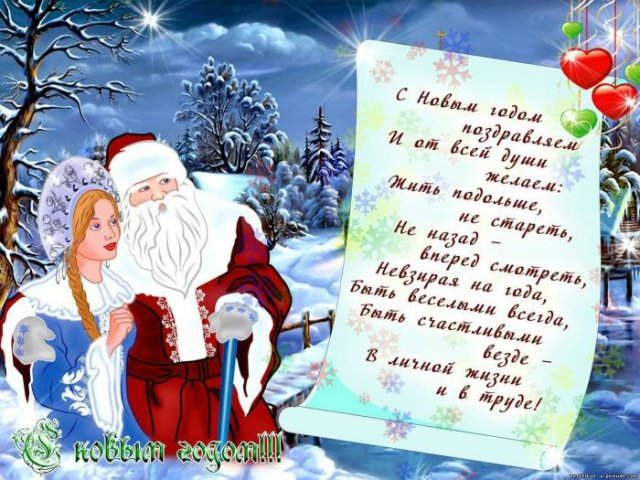 С Новым годом
поздравляем
И от всей души
желаем:
Жить подольше,
не стареть,
Не назад –
вперед смотреть,
Невзирая на года,
Быть веселыми всегда,
Быть счастливыми
везде –
В личной жизни
и в труде!
С новым годом!!!